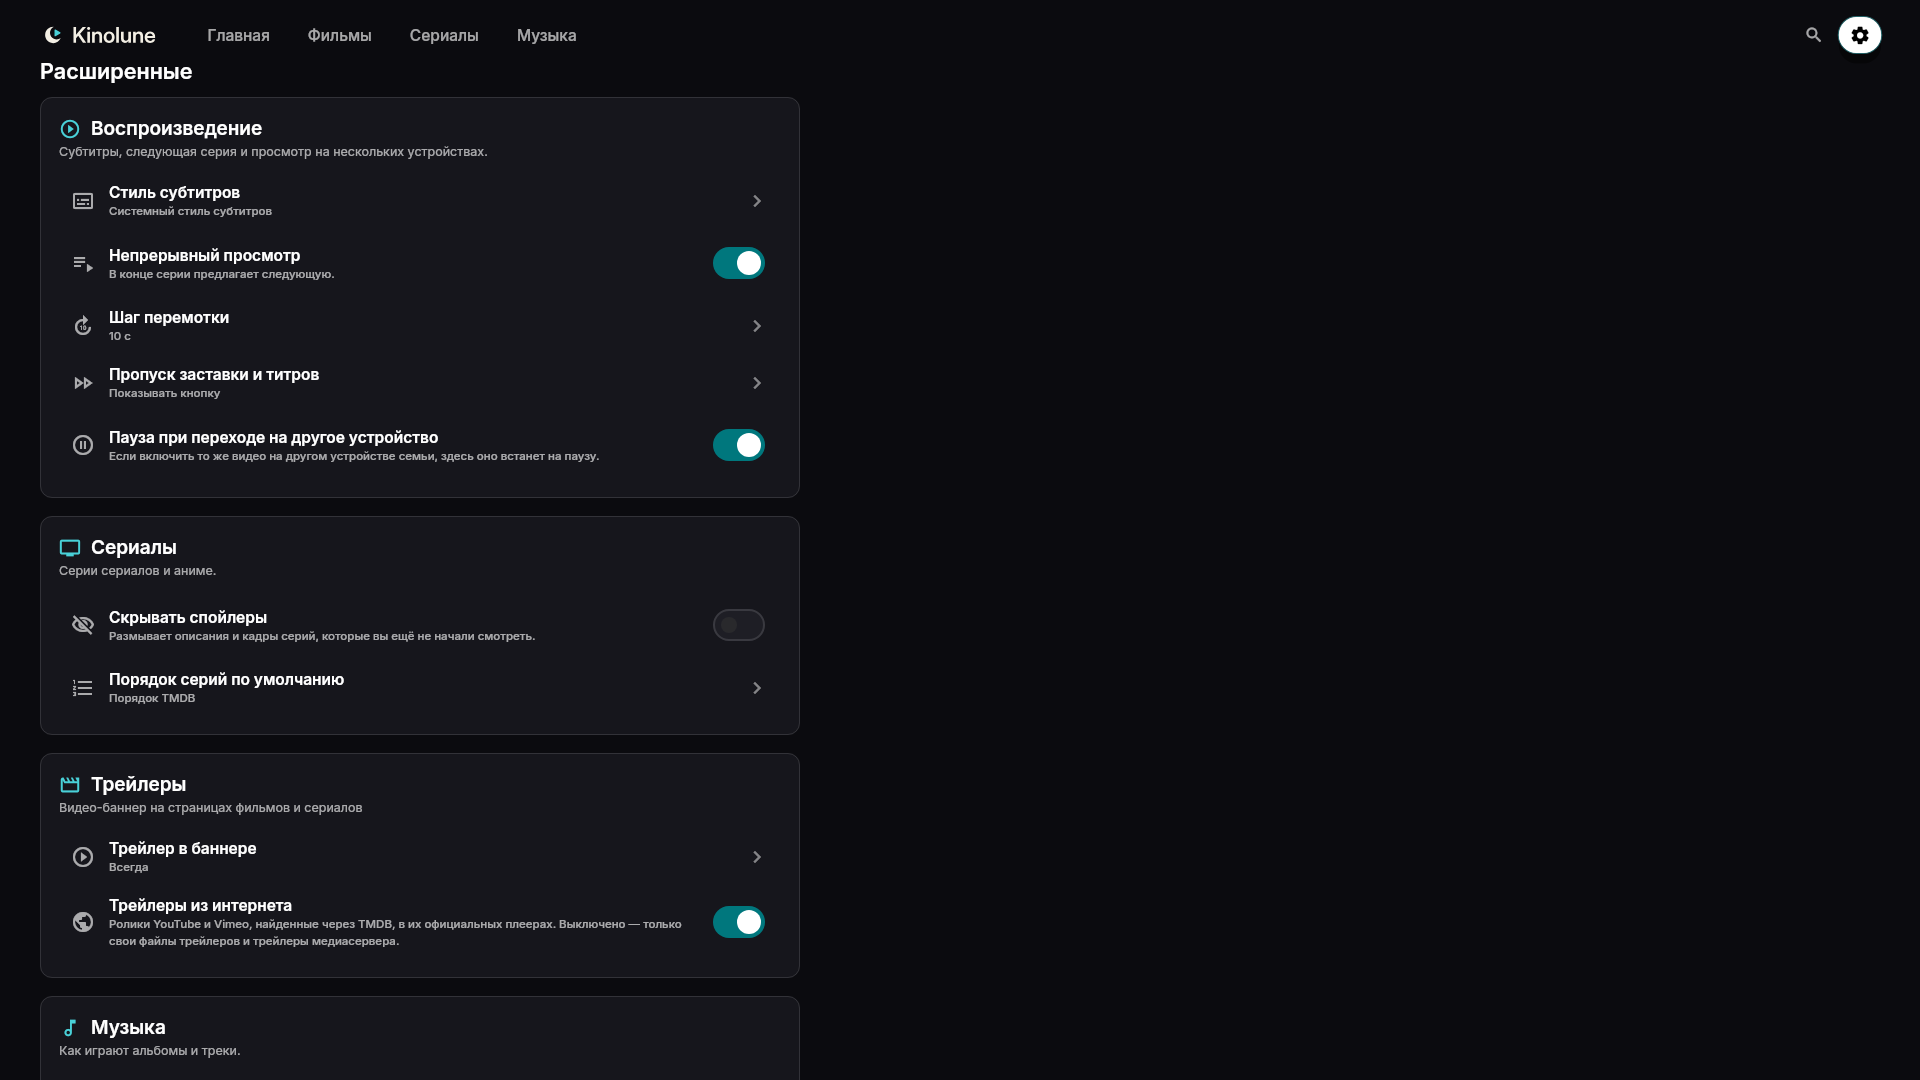 Kinolune
Главная
Фильмы
Сериалы
Музыка
Расширенные
Воспроизведение
Субтитры, следующая серия и просмотр на нескольких устройствах.
Стиль субтитров
Системный стиль субтитров
Непрерывный просмотр
В конце серии предлагает следующую.
Шаг перемотки
10 с
Пропуск заставки и титров
Показывать кнопку
Пауза при переходе на другое устройство
Если включить то же видео на другом устройстве семьи, здесь оно встанет на паузу.
Сериалы
Серии сериалов и аниме.
Скрывать спойлеры
Размывает описания и кадры серий, которые вы ещё не начали смотреть.
Порядок серий по умолчанию
Порядок TMDB
Трейлеры
Видео-баннер на страницах фильмов и сериалов
Трейлер в баннере
Всегда
Трейлеры из интернета
Ролики YouTube и Vimeo, найденные через TMDB, в их официальных плеерах. Выключено — только
свои файлы трейлеров и трейлеры медиасервера.
Музыка
Как играют альбомы и треки.